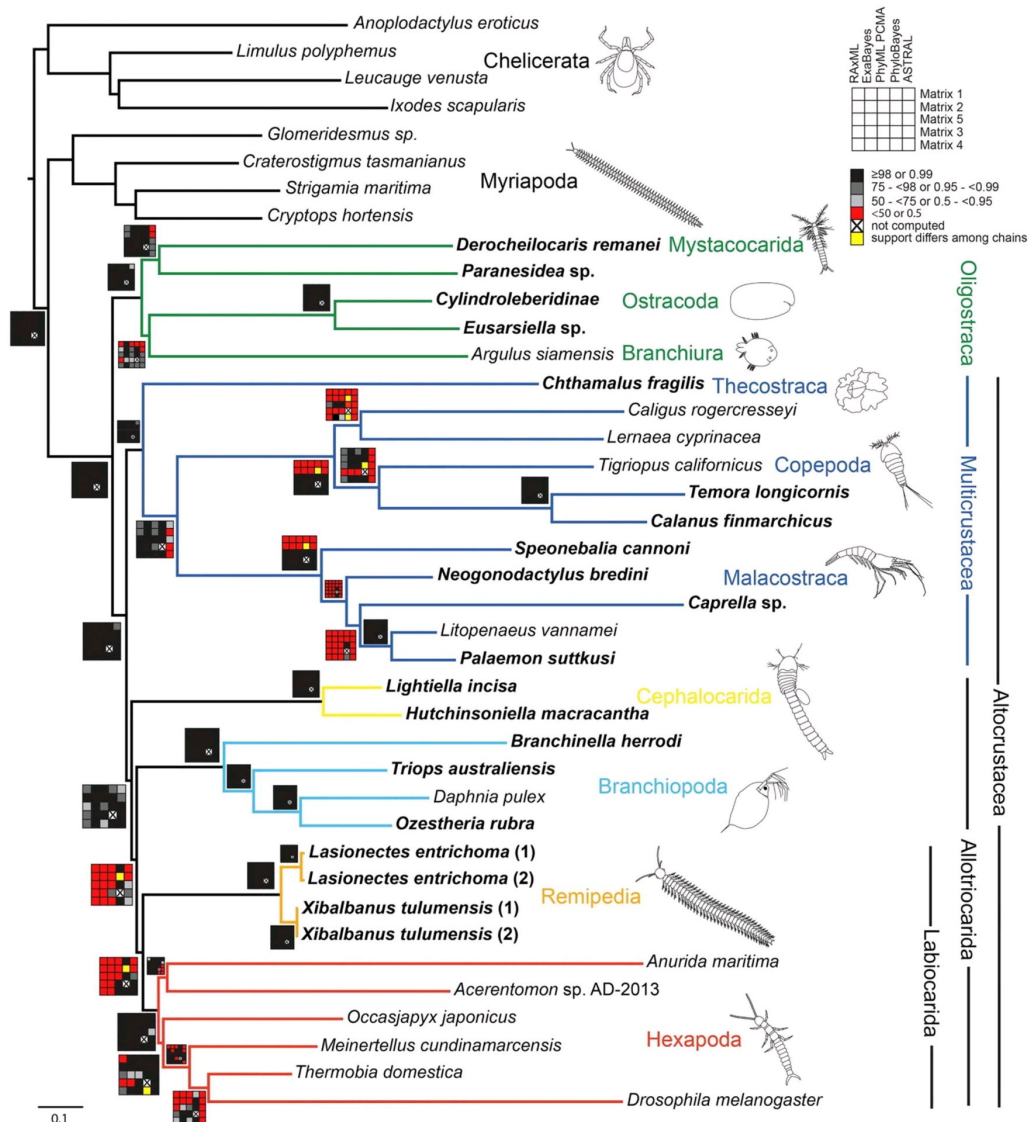 Anoplodactylus eroticus
Limulus polyphemus
Chelicerata
Leucauge venusta
Ixodes scapularis
RAxML
ExaBayes
PhyML PCMA
PhyloBayes
ASTRAL
Matrix 1
Matrix 2
Matrix 5
Matrix 3
Matrix 4
≥98 or 0.99
75 - <98 or 0.95 - <0.99
50 - <75 or 0.5 - <0.95
<50 or 0.5
not computed
support differs among chains
Glomeridesmus sp.
Craterostigmus tasmanianus
Myriapoda
Strigamia maritima
Cryptops hortensis
Derocheilocaris remanei
Mystacocarida
Paranesidea sp.
Cylindroleberidinae
Ostracoda
Eusarsiella sp.
Argulus siamensis
Branchiura
Oligostraca
Chthamalus fragilis
Thecostraca
Caligus rogercresseyi
Lernaea cyprinacea
Tigriopus californicus
Copepoda
Temora longicornis
Calanus finmarchicus
Multicrustacea
Speonebalia cannoni
Neogonodactylus bredini
Malacostraca
Caprella sp.
Litopenaeus vannamei
Palaemon suttkusi
Lightiella incisa
Cephalocarida
Hutchinsoniella macracantha
Altocrustacea
Branchinella herrodi
Triops australiensis
Branchiopoda
Daphnia pulex
Ozestheria rubra
Allotriocarida
Lasionectes entrichoma (1)
Lasionectes entrichoma (2)
Remipedia
Xibalbanus tulumensis (1)
Xibalbanus tulumensis (2)
Labiocarida
Anurida maritima
Acerentomon sp. AD-2013
Occasjapyx japonicus
Hexapoda
Meinertellus cundinamarcensis
Thermobia domestica
Drosophila melanogaster
0.1